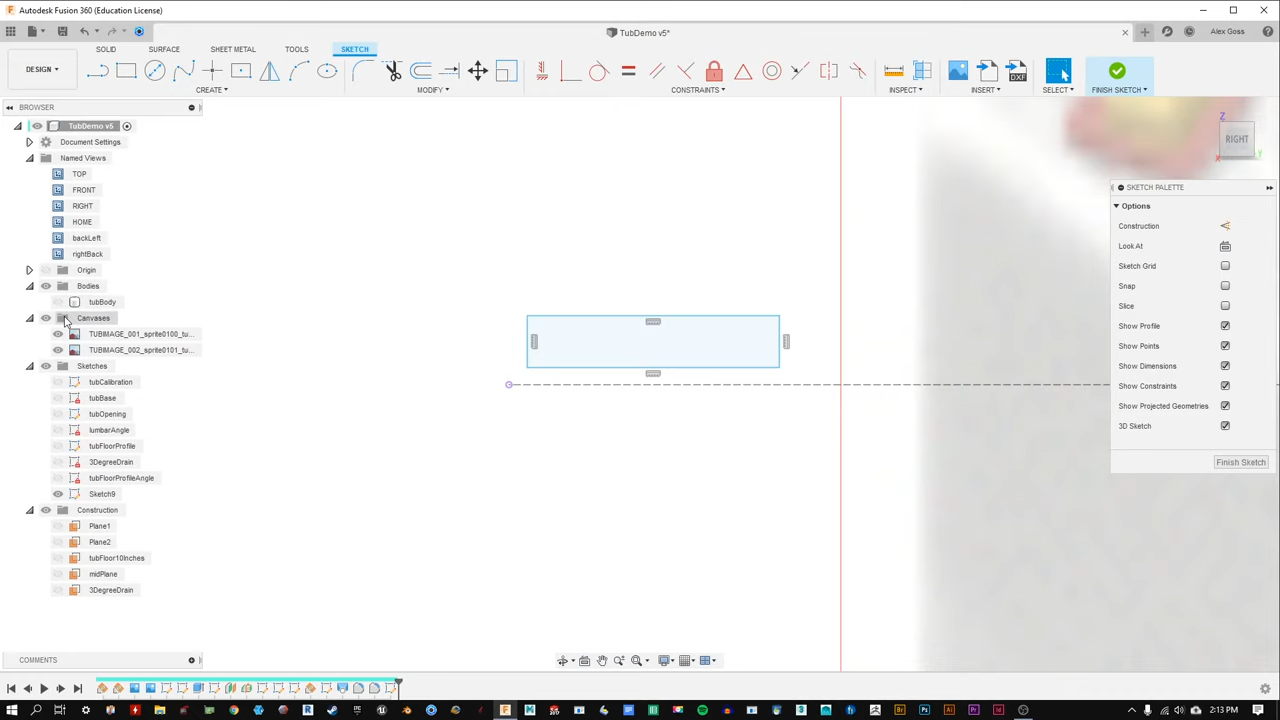 Autodesk Fusion 360 (Education License)
TubDemo v5*
Alex Goss
DESIGN
SOLID
SURFACE
SHEET METAL
TOOLS
SKETCH
CREATE
MODIFY
CONSTRAINTS
INSPECT
INSERT
SELECT
FINISH SKETCH
DXF
BROWSER
TubDemo v5
Document Settings
Named Views
TOP
FRONT
RIGHT
HOME
backLeft
rightBack
Origin
Bodies
tubBody
Canvases
TUBIMAGE_001_sprite0100_tu...
TUBIMAGE_002_sprite0101_tu...
Sketches
tubCalibration
tubBase
tubOpening
lumbarAngle
tubFloorProfile
3DegreeDrain
tubFloorProfileAngle
Sketch9
Construction
Plane1
Plane2
tubFloor10Inches
midPlane
3DegreeDrain
Z
RIGHT
X
Y
SKETCH PALETTE
Options
Construction
Look At
Sketch Grid
Snap
Slice
Show Profile
Show Points
Show Dimensions
Show Constraints
Show Projected Geometries
3D Sketch
Finish Sketch
COMMENTS
2:13 PM